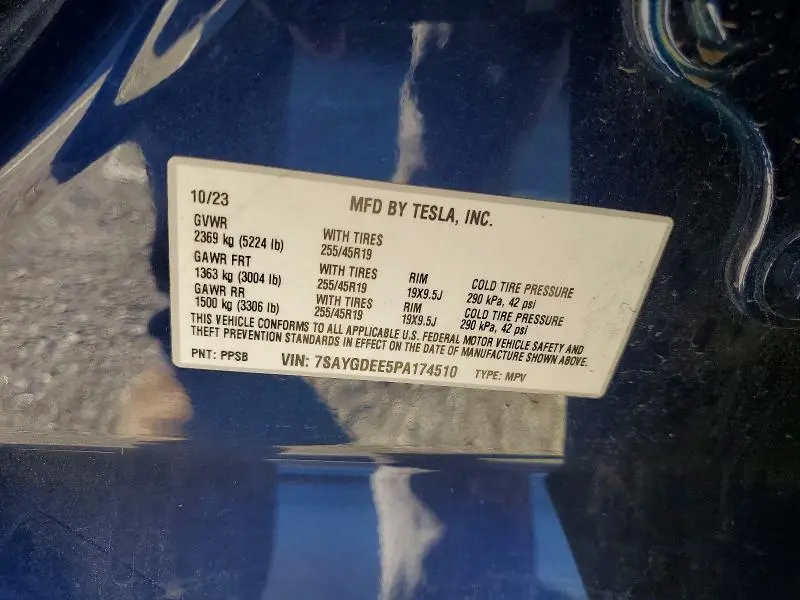 10/23 MFD BY TESLA, INC.
GVWR
2369 kg (5224 lb) WITH TIRES 255/45R19
GAWR FRT
1363 kg (3004 lb) WITH TIRES 255/45R19 RIM 19X9.5J COLD TIRE PRESSURE 290 kPa, 42 psi
GAWR RR
1500 kg (3306 lb) WITH TIRES 255/45R19 RIM 19X9.5J COLD TIRE PRESSURE 290 kPa, 42 psi
THIS VEHICLE CONFORMS TO ALL APPLICABLE U.S. FEDERAL MOTOR VEHICLE SAFETY AND
THEFT PREVENTION STANDARDS IN EFFECT ON THE DATE OF MANUFACTURE SHOWN ABOVE.
PNT: PPSB VIN: 7SAYGDEE5PA174510 TYPE: MPV